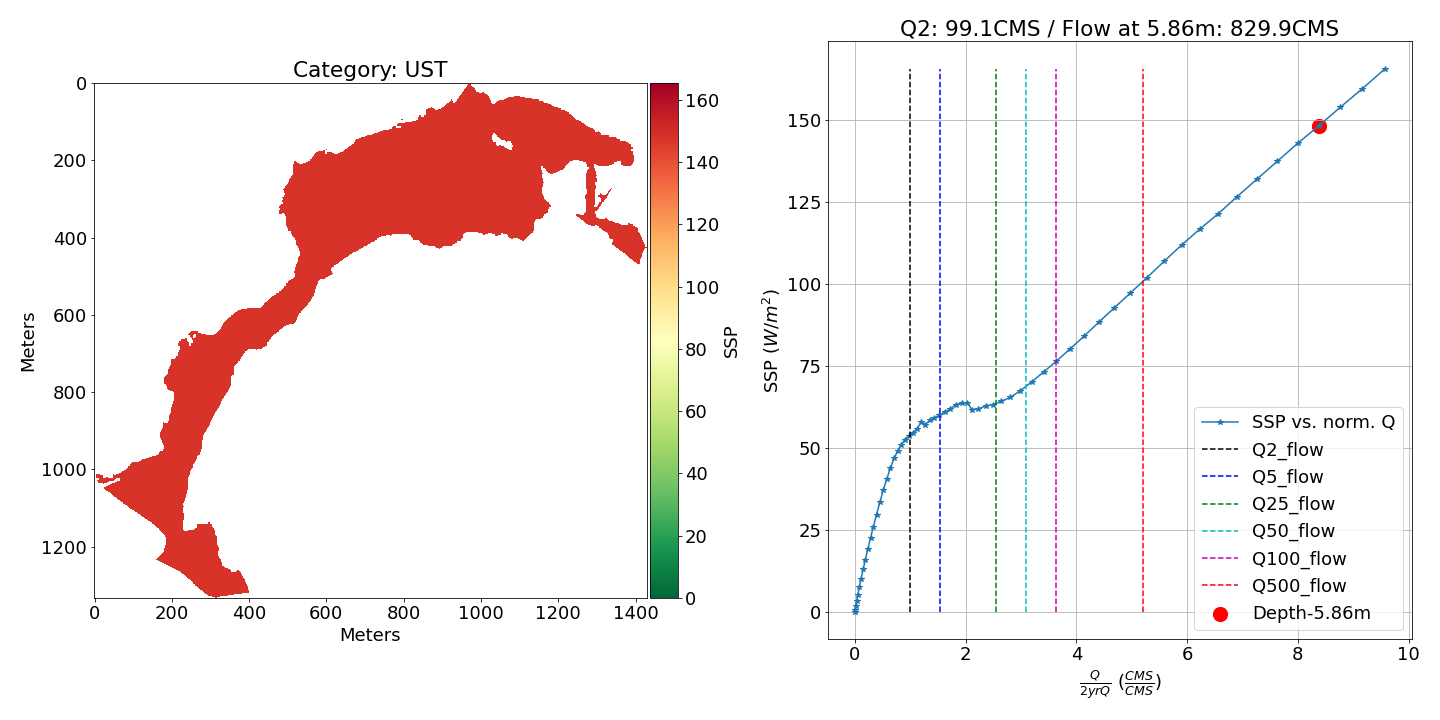 Category: UST
0
200
400
600
800
1000
1200
Meters
0
200
400
600
800
1000
1200
1400
Meters
160
140
120
100
80
60
40
20
0
SSP
Q2: 99.1CMS / Flow at 5.86m: 829.9CMS
150
125
100
75
50
25
0
SSP (W/m²)
0
2
4
6
8
10
Q/2yrQ (CMS/CMS)
SSP vs. norm. Q
Q2_flow
Q5_flow
Q25_flow
Q50_flow
Q100_flow
Q500_flow
Depth-5.86m